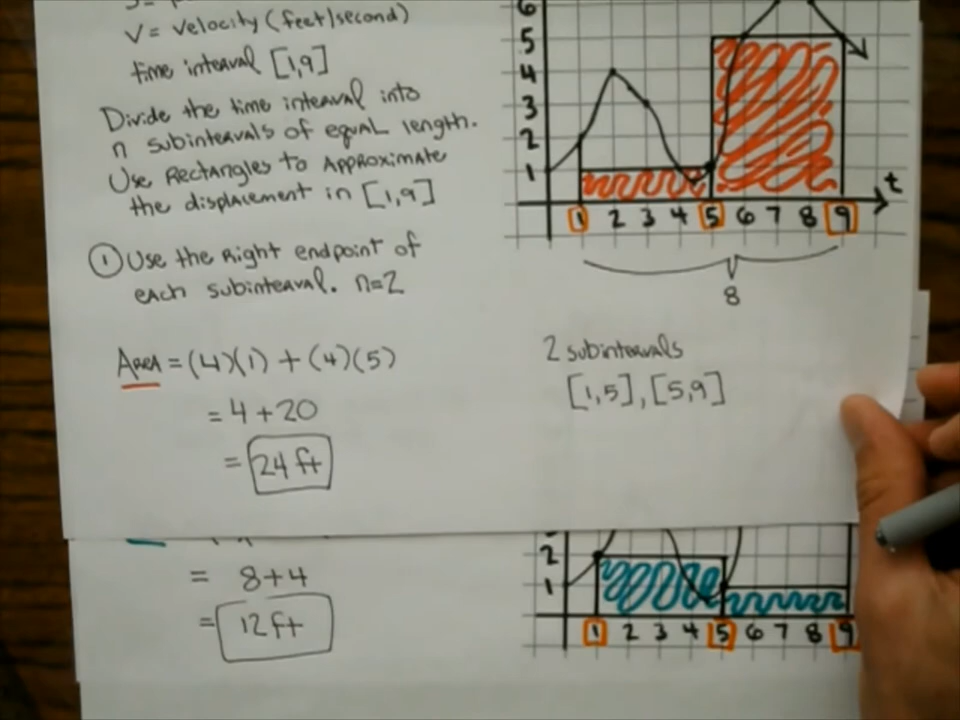 v = velocity (feet/second)
time interval [1,9]
Divide the time interval into
n subintervals of equal length.
Use Rectangles to Approximate
the displacement in [1,9]
① Use the Right endpoint of
each subinterval. n=2
Area = (4)(1) + (4)(5)
= 4 + 20
= 24 ft
6
5
4
3
2
1
1 2 3 4 5 6 7 8 9
t
8
2 subintervals
[1,5], [5,9]
= 8+4
= 12 ft
2
1
1 2 3 4 5 6 7 8 9